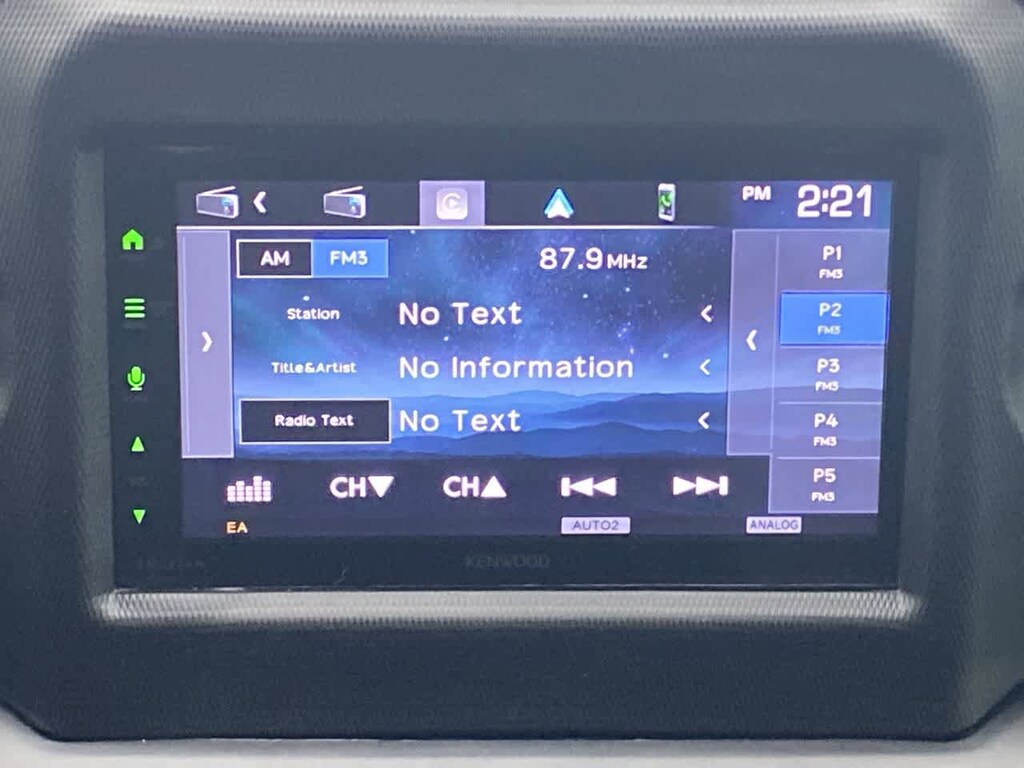 PM 2:21
AM FM3 87.9 MHz
P1
FM3
Station No Text
P2
FM3
Title&Artist No Information
P3
FM3
Radio Text No Text
P4
FM3
CH▼ CH▲
P5
FM3
EA AUTO2 ANALOG
KENWOOD